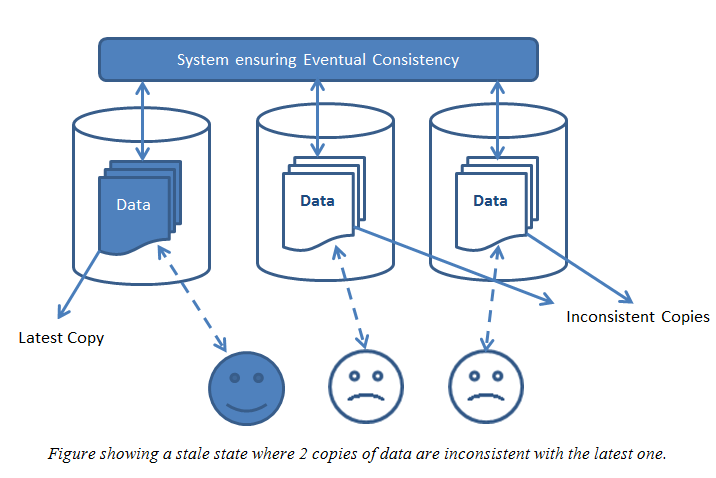 System ensuring Eventual Consistency
Data
Data
Data
Latest Copy
Inconsistent Copies
Figure showing a stale state where 2 copies of data are inconsistent with the latest one.